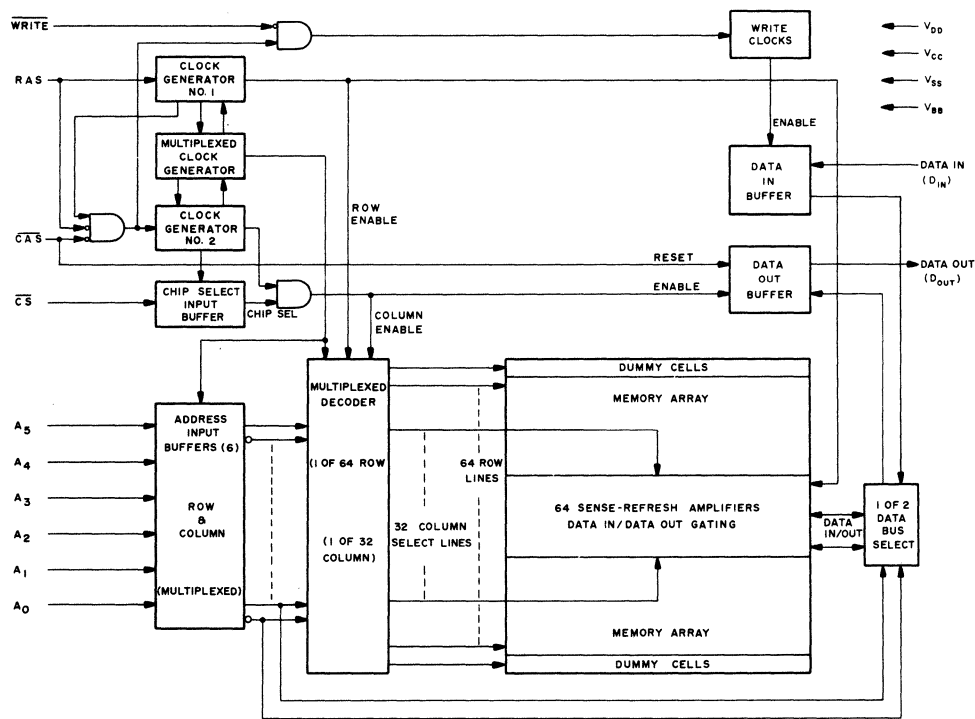 WRITE
RAS
CAS
CS
CLOCK
GENERATOR
NO. 1
MULTIPLEXED
CLOCK
GENERATOR
CLOCK
GENERATOR
NO. 2
CHIP SELECT
INPUT
BUFFER
CHIP SEL
ROW
ENABLE
COLUMN
ENABLE
WRITE
CLOCKS
ENABLE
DATA
IN
BUFFER
RESET
ENABLE
DATA
OUT
BUFFER
VDD
VCC
VSS
VBB
DATA IN
(DIN)
DATA OUT
(DOUT)
A5
A4
A3
A2
A1
A0
ADDRESS
INPUT
BUFFERS (6)
ROW
&
COLUMN
(MULTIPLEXED)
MULTIPLEXED
DECODER
(1 OF 64 ROW
(1 OF 32
COLUMN)
64 ROW
LINES
32 COLUMN
SELECT LINES
DUMMY CELLS
MEMORY ARRAY
64 SENSE-REFRESH AMPLIFIERS
DATA IN/DATA OUT GATING
MEMORY ARRAY
DUMMY CELLS
DATA
IN/OUT
1 OF 2
DATA
BUS
SELECT